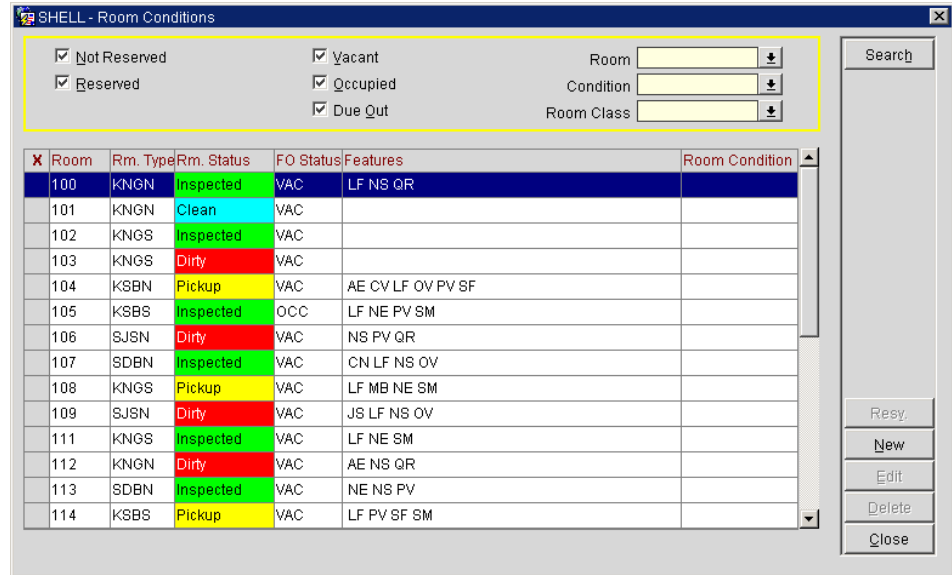 SHELL - Room Conditions
Not Reserved Vacant Room Search
Reserved Occupied Condition
Due Out Room Class
X Room Rm. Type Rm. Status FO Status Features Room Condition
100 KNGN Inspected VAC LF NS QR
101 KNGN Clean VAC
102 KNGS Inspected VAC
103 KNGS Dirty VAC
104 KSBN Pickup VAC AE CV LF OV PV SF
105 KSBS Inspected OCC LF NE PV SM
106 SJSN Dirty VAC NS PV QR
107 SDBN Inspected VAC CN LF NS OV
108 KNGS Pickup VAC LF MB NE SM
109 SJSN Dirty VAC JS LF NS OV
Resv.
111 KNGS Inspected VAC LF NE SM
New
112 KNGN Dirty VAC AE NS QR
Edit
113 SDBN Inspected VAC NE NS PV
Delete
114 KSBS Pickup VAC LF PV SF SM
Close